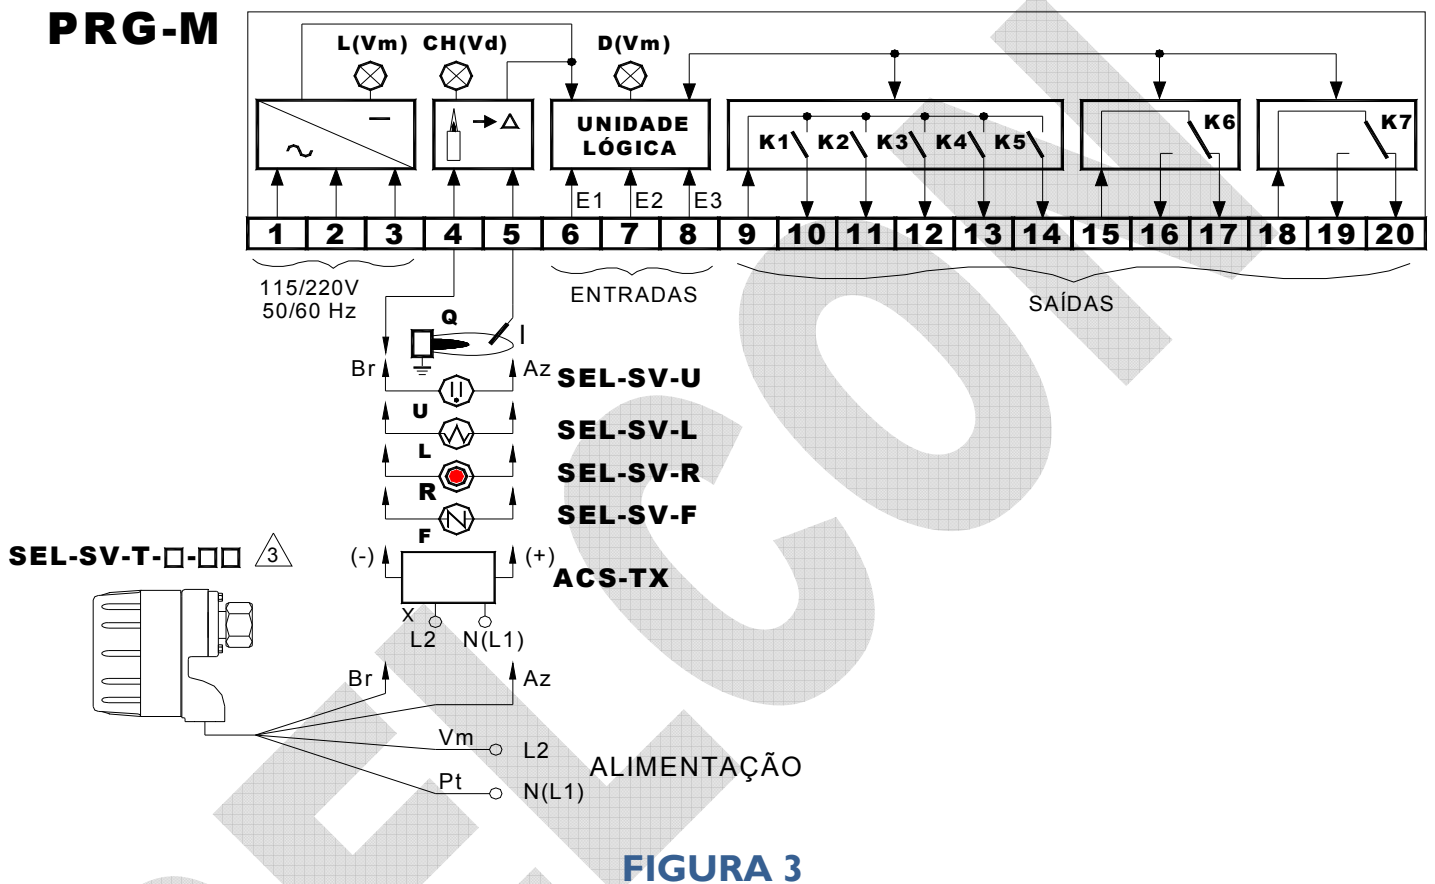 PRG-M
L(Vm) CH(Vd) D(Vm)
UNIDADE
LÓGICA
K1 K2 K3 K4 K5 K6 K7
E1 E2 E3
1 2 3 4 5 6 7 8 9 10 11 12 13 14 15 16 17 18 19 20
115/220V
50/60 Hz
ENTRADAS
SAÍDAS
Q I
Br Az SEL-SV-U
U
SEL-SV-L
L
SEL-SV-R
R
SEL-SV-F
F
SEL-SV-T-□-□□ 3
(-) (+) ACS-TX
X
L2 N(L1)
Br Az
Vm L2
ALIMENTAÇÃO
Pt N(L1)
SELCON
FIGURA 3